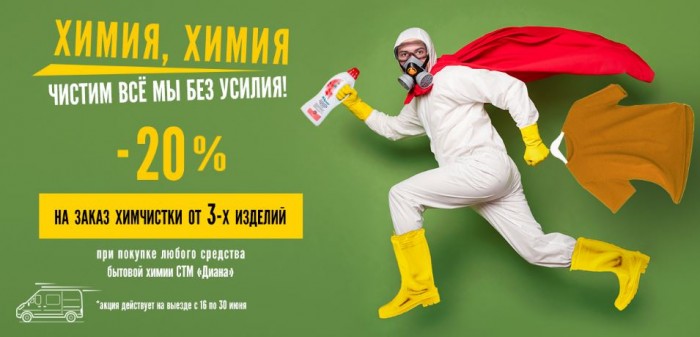 ХИМИЯ, ХИМИЯ
ЧИСТИМ ВСЁ МЫ БЕЗ УСИЛИЯ!
-20%
НА ЗАКАЗ ХИМЧИСТКИ ОТ 3-Х ИЗДЕЛИЙ
при покупке любого средства
бытовой химии СТМ «Диана»
*акция действует на выезде с 16 по 30 июня